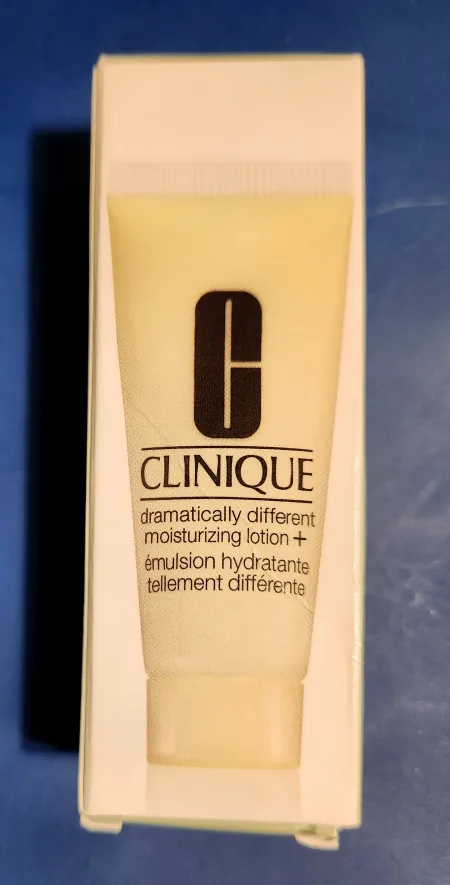 C
CLINIQUE
dramatically different
moisturizing lotion +
émulsion hydratante
tellement différente